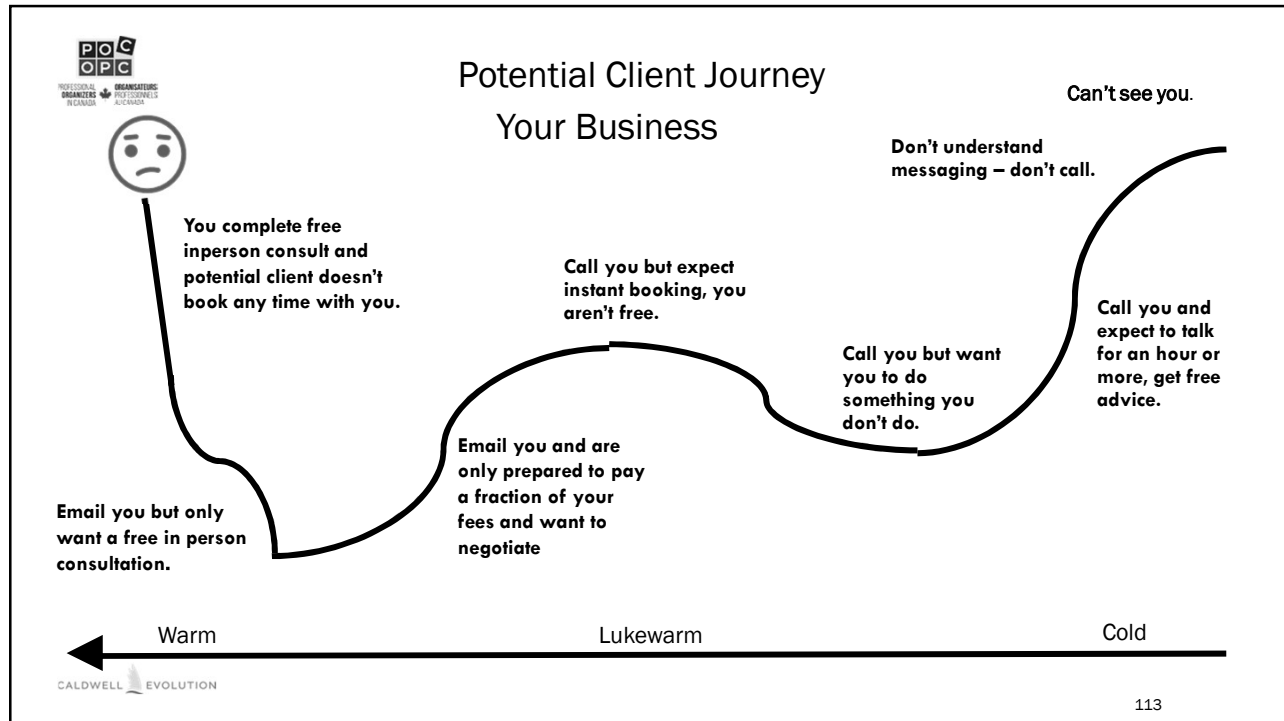 POC
OPC
PROFESSIONAL
ORGANIZERS
IN CANADA
ORGANISATEURS
PROFESSIONNELS
AU CANADA
Potential Client Journey
Your Business
Can't see you.
Don't understand
messaging – don't call.
You complete free
inperson consult and
potential client doesn't
book any time with you.
Call you but expect
instant booking, you
aren't free.
Call you and
expect to talk
for an hour or
more, get free
advice.
Call you but want
you to do
something you
don't do.
Email you and are
only prepared to pay
a fraction of your
fees and want to
negotiate
Email you but only
want a free in person
consultation.
Warm
Lukewarm
Cold
CALDWELL EVOLUTION
113